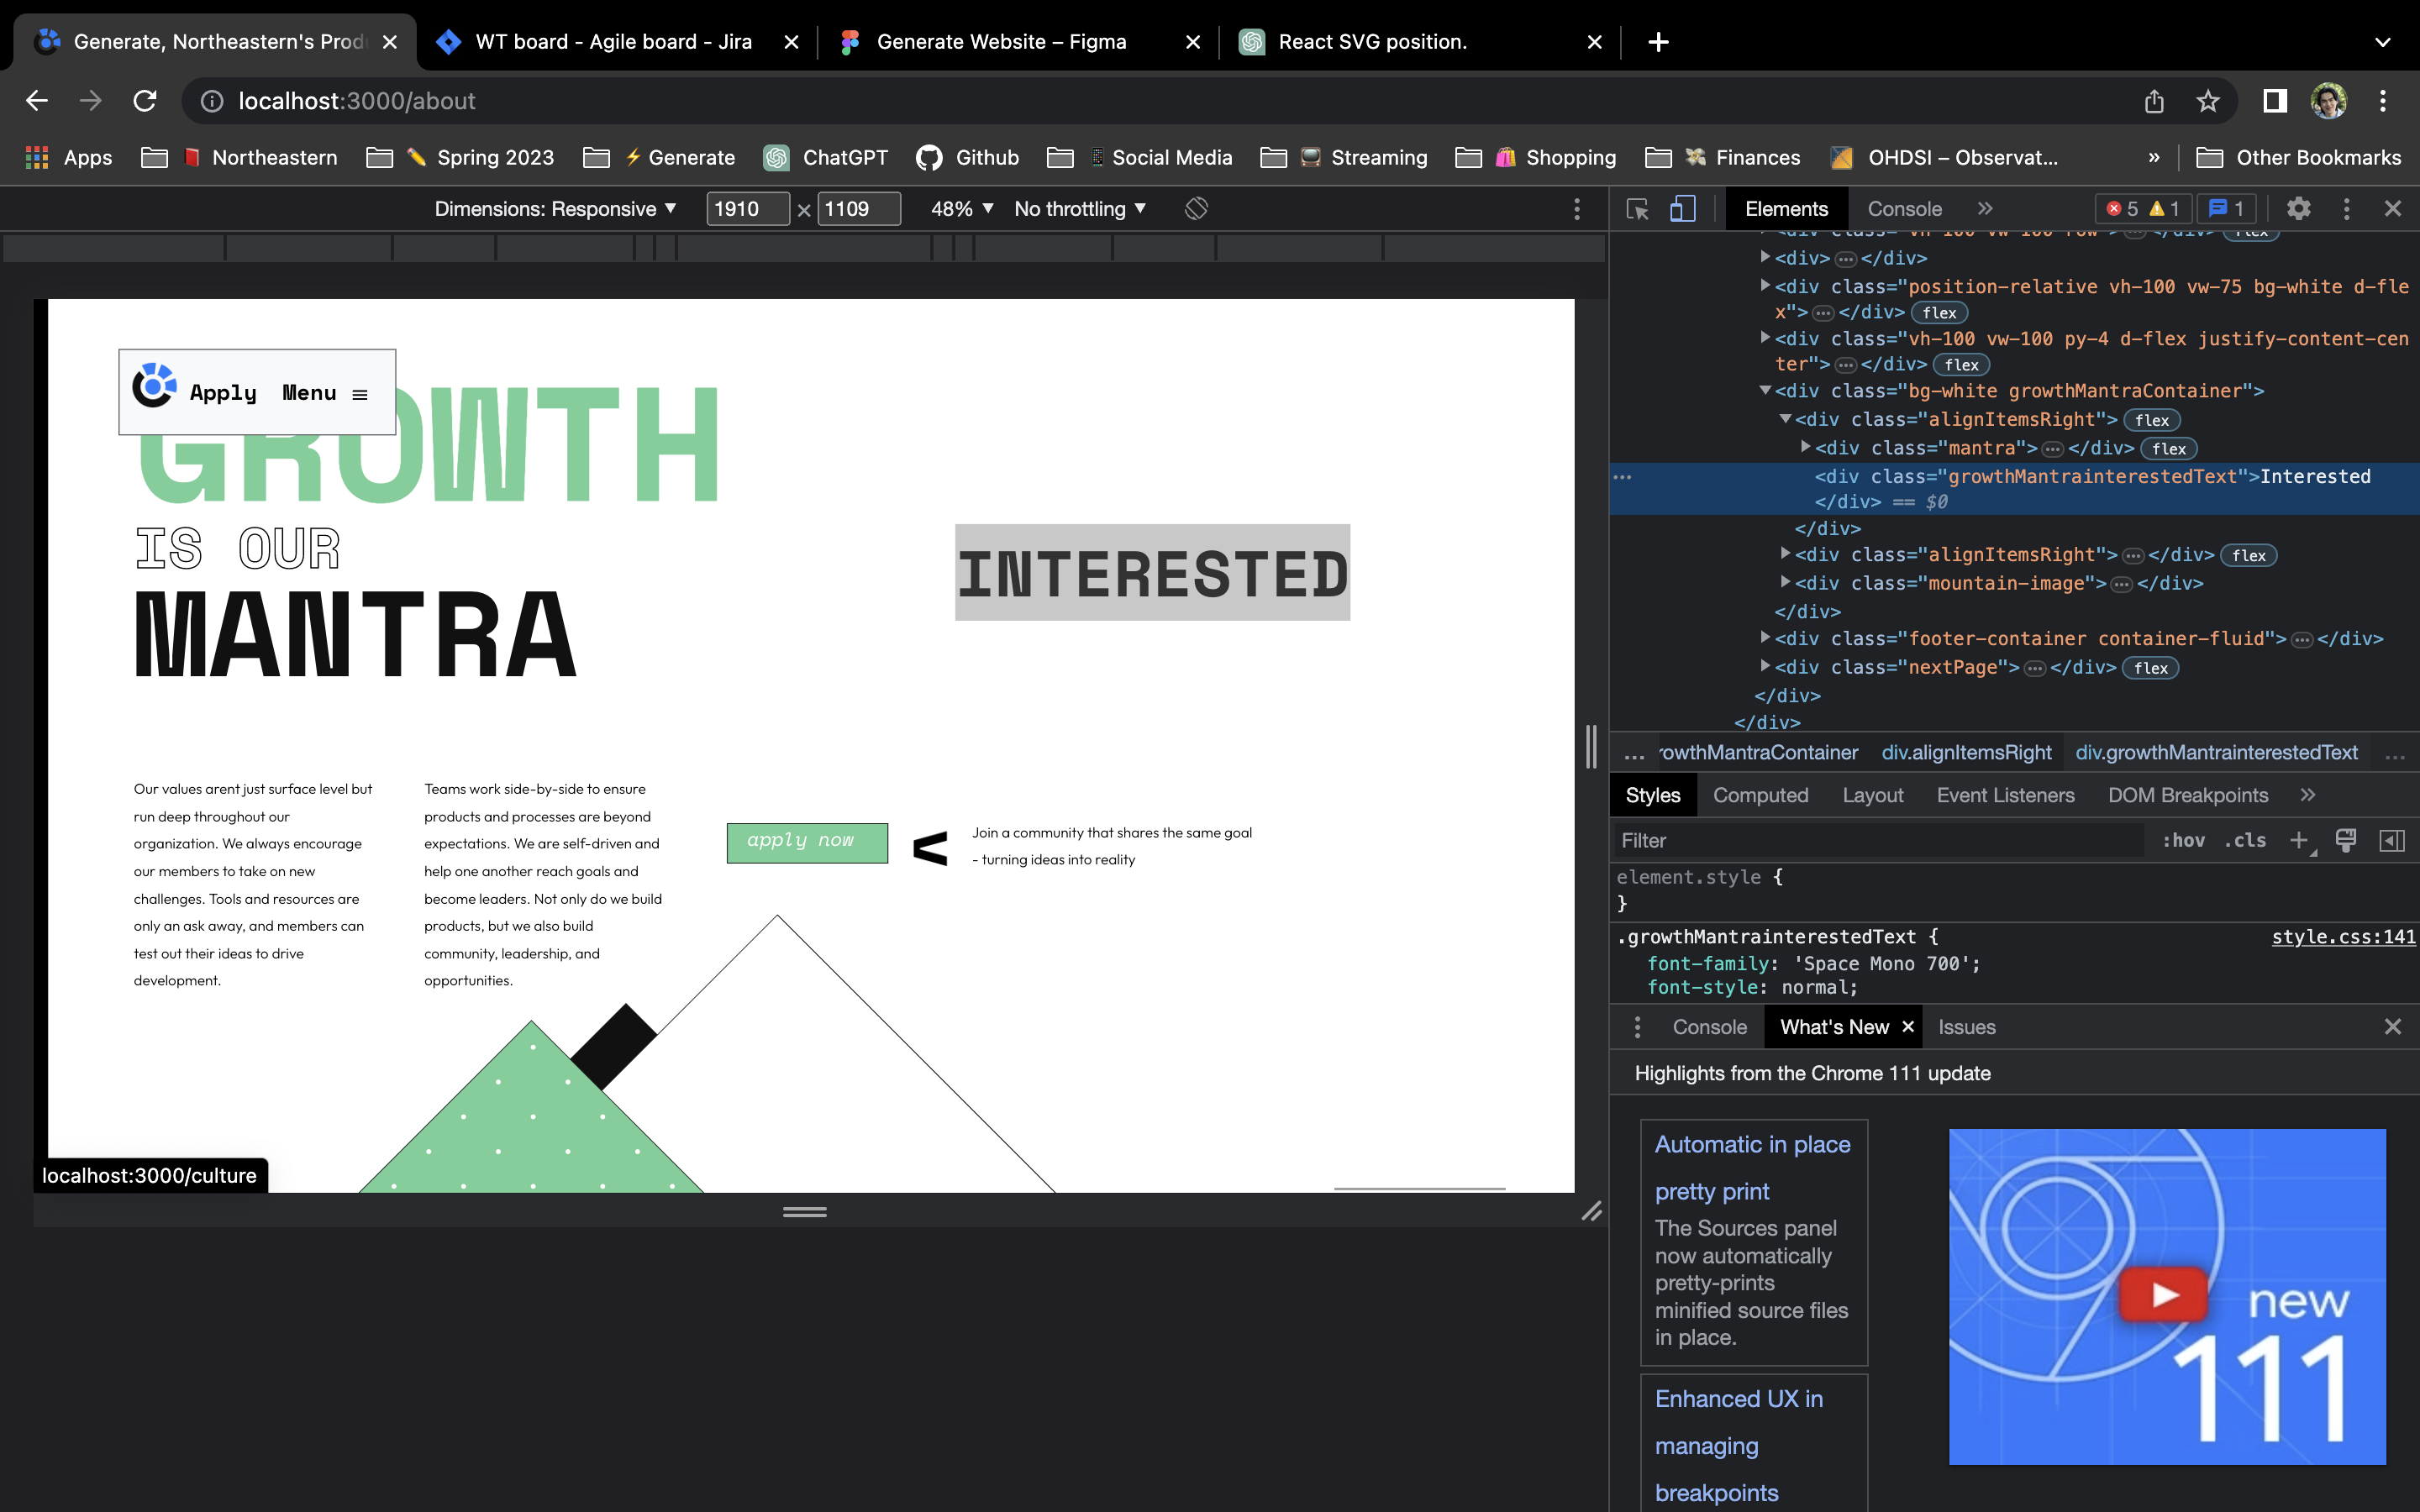 Generate, Northeastern's Prod
WT board - Agile board - Jira
Generate Website – Figma
React SVG position.
localhost:3000/about
Apps
Northeastern
Spring 2023
Generate
ChatGPT
Github
Social Media
Streaming
Shopping
Finances
OHDSI – Observat...
»
Other Bookmarks
Dimensions: Responsive
1910 × 1109
48%
No throttling
Elements
Console
»
5
1
1
Apply Menu
GROWTH
IS OUR
MANTRA
INTERESTED
Our values arent just surface level but
run deep throughout our
organization. We always encourage
our members to take on new
challenges. Tools and resources are
only an ask away, and members can
test out their ideas to drive
development.
Teams work side-by-side to ensure
products and processes are beyond
expectations. We are self-driven and
help one another reach goals and
become leaders. Not only do we build
products, but we also build
community, leadership, and
opportunities.
apply now
<
Join a community that shares the same goal
- turning ideas into reality
localhost:3000/culture
<div class="vh-100 vw-100 row">…</div> flex
<div>…</div>
<div class="position-relative vh-100 vw-75 bg-white d-fle
x">…</div> flex
<div class="vh-100 vw-100 py-4 d-flex justify-content-cen
ter">…</div> flex
<div class="bg-white growthMantraContainer">
<div class="alignItemsRight"> flex
<div class="mantra">…</div> flex
<div class="growthMantrainterestedText">Interested
</div> == $0
</div>
<div class="alignItemsRight">…</div> flex
<div class="mountain-image">…</div>
</div>
<div class="footer-container container-fluid">…</div>
<div class="nextPage">…</div> flex
</div>
</div>
… rowthMantraContainer div.alignItemsRight div.growthMantrainterestedText …
Styles
Computed
Layout
Event Listeners
DOM Breakpoints
»
Filter
:hov .cls +
element.style {
}
.growthMantrainterestedText {
style.css:141
font-family: 'Space Mono 700';
font-style: normal;
Console
What's New
Issues
Highlights from the Chrome 111 update
Automatic in place
pretty print
The Sources panel
now automatically
pretty-prints
minified source files
in place.
Enhanced UX in
managing
breakpoints
new
111